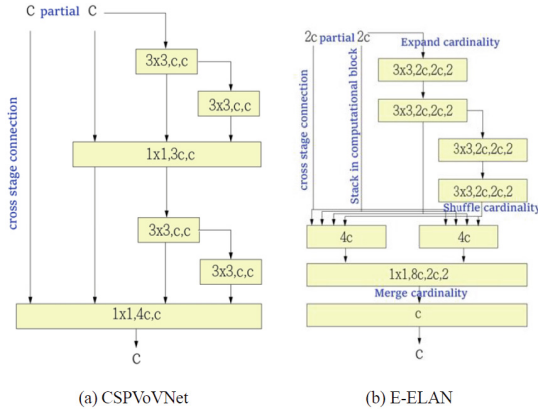 C partial C
3x3,c,c
3x3,c,c
cross stage connection
1x1,3c,c
3x3,c,c
3x3,c,c
1x1,4c,c
C
(a) CSPVoVNet
2c partial 2c
Expand cardinality
3x3,2c,2c,2
3x3,2c,2c,2
cross stage connection
Stack in computational block
3x3,2c,2c,2
3x3,2c,2c,2
Shuffle cardinality
4c
4c
1x1,8c,2c,2
Merge cardinality
c
C
(b) E-ELAN